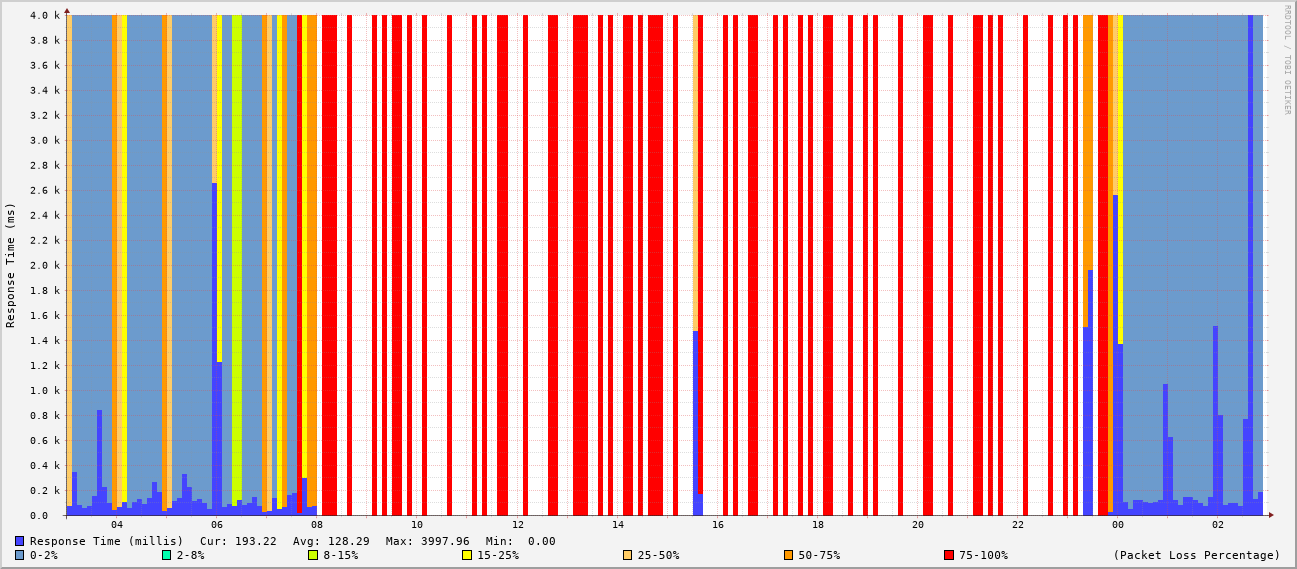 4.0 k
3.8 k
3.6 k
3.4 k
3.2 k
3.0 k
2.8 k
2.6 k
2.4 k
2.2 k
2.0 k
1.8 k
1.6 k
1.4 k
1.2 k
1.0 k
0.8 k
0.6 k
0.4 k
0.2 k
0.0
Response Time (ms)
RRDTOOL / TOBI OETIKER
04 06 08 10 12 14 16 18 20 22 00 02
Response Time (millis) Cur: 193.22 Avg: 128.29 Max: 3997.96 Min: 0.00
0-2% 2-8% 8-15% 15-25% 25-50% 50-75% 75-100% (Packet Loss Percentage)